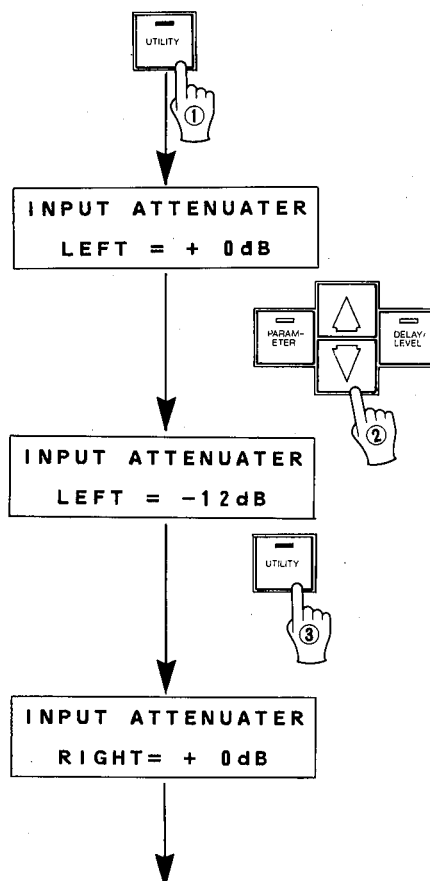 UTILITY
①
INPUT ATTENUATER
LEFT = + 0dB
PARAM-
ETER
DELAY/
LEVEL
②
INPUT ATTENUATER
LEFT = -12dB
UTILITY
③
INPUT ATTENUATER
RIGHT= + 0dB